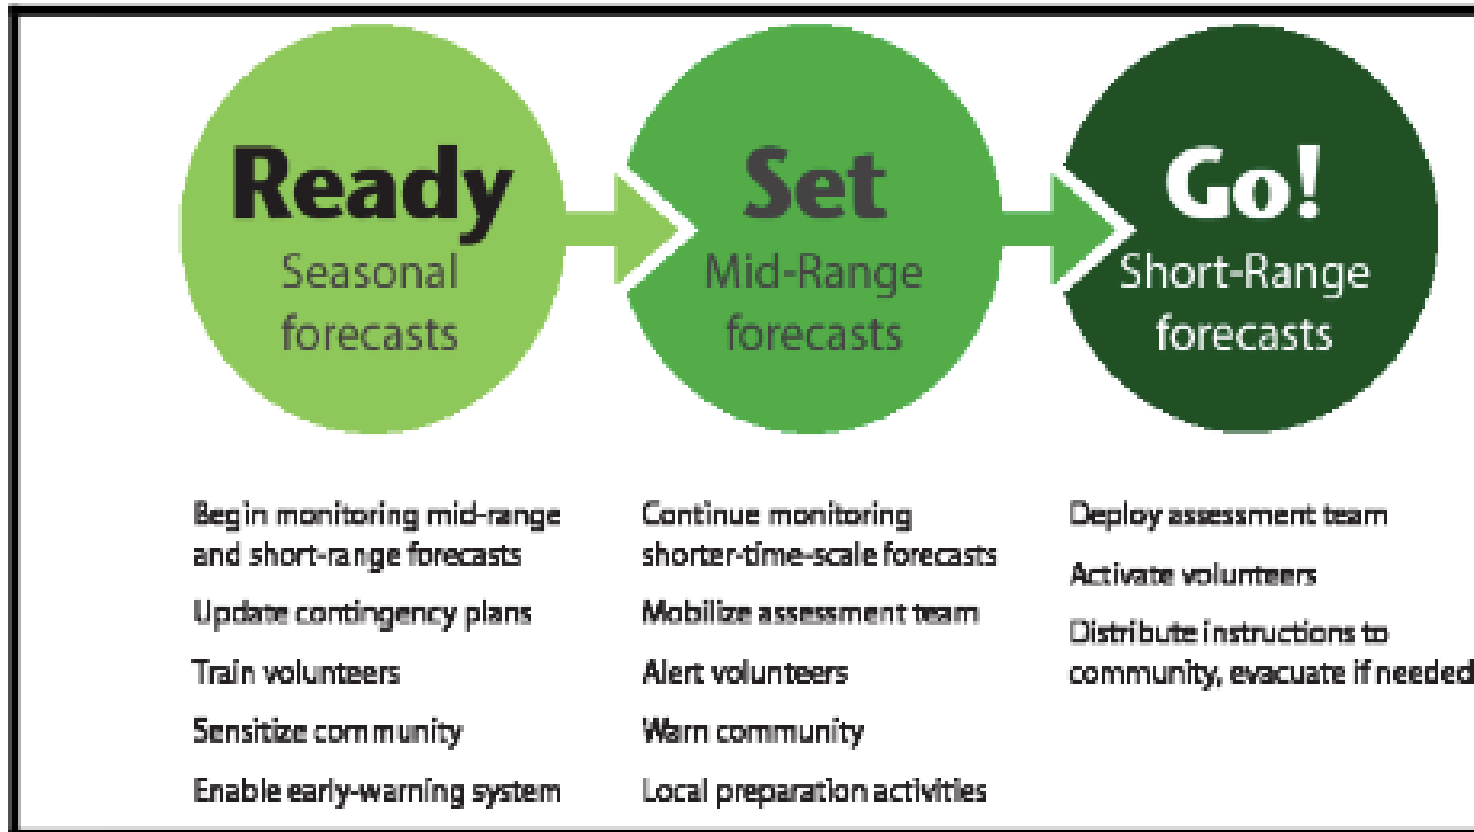 Ready
Seasonal
forecasts
Set
Mid-Range
forecasts
Go!
Short-Range
forecasts
Begin monitoring mid-range
and short-range forecasts
Update contingency plans
Train volunteers
Sensitize community
Enable early-warning system
Continue monitoring
shorter-time-scale forecasts
Mobilize assessment team
Alert volunteers
Warn community
Local preparation activities
Deploy assessment team
Activate volunteers
Distribute instructions to
community, evacuate if needed